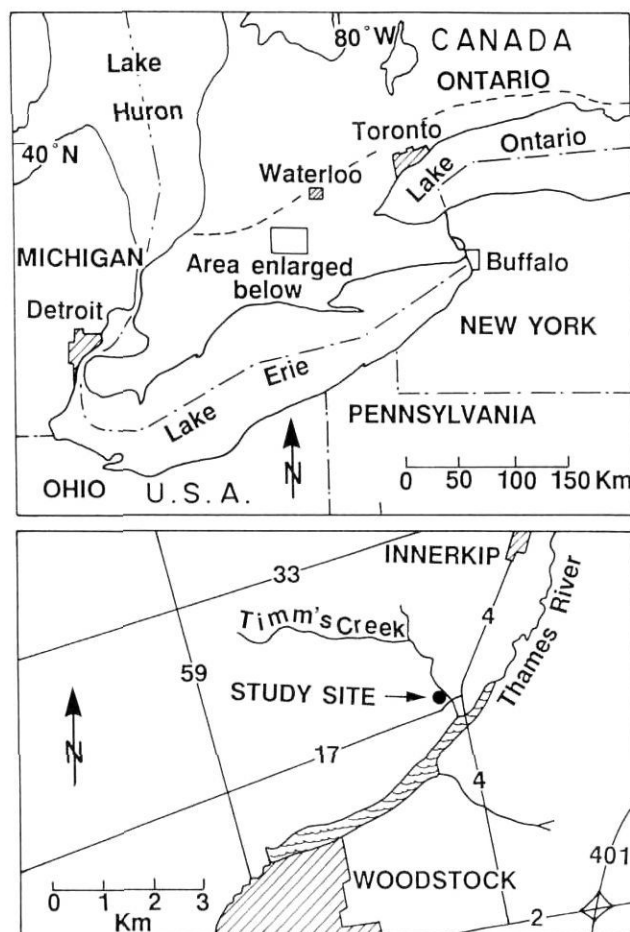 80°W
CANADA
Lake
Huron
ONTARIO
Toronto
40°N
Waterloo
Lake Ontario
MICHIGAN
Area enlarged
below
Buffalo
Detroit
NEW YORK
Lake Erie
PENNSYLVANIA
N
OHIO
U.S.A.
0 50 100 150 Km
INNERKIP
33
4
Timm's Creek
Thames River
59
STUDY SITE
N
17
4
401
WOODSTOCK
0 1 2 3
Km
2